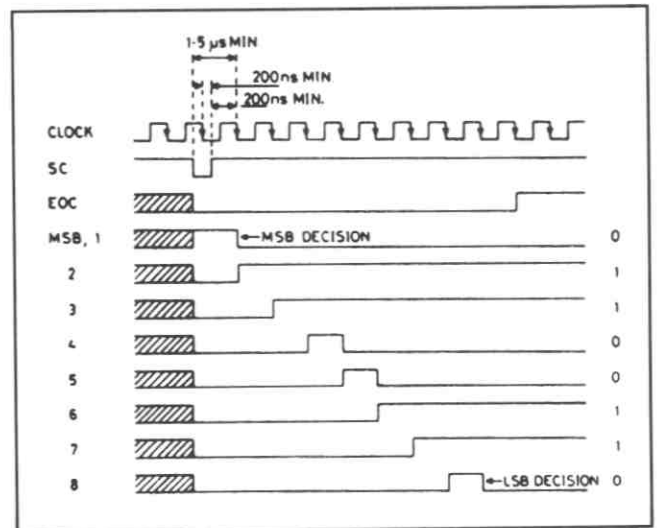 1·5 µs MIN
200ns MIN
200ns MIN.
CLOCK
SC
EOC
MSB, 1 ←MSB DECISION 0
2 1
3 1
4 0
5 0
6 1
7 1
8 ←LSB DECISION 0